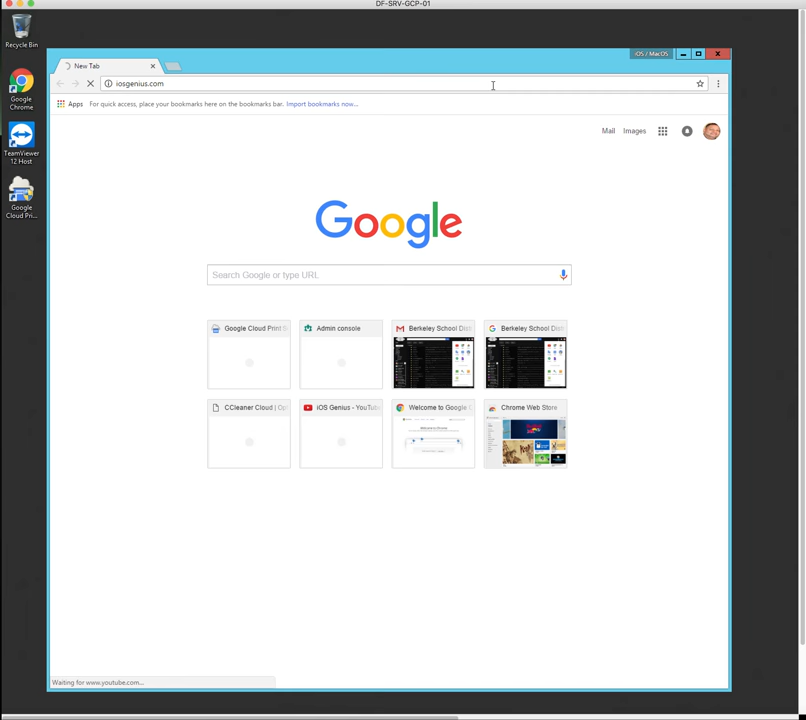 DF-SRV-GCP-01
Recycle Bin
iOS / MacOS
New Tab
iosgenius.com
Google
Chrome
Apps
For quick access, place your bookmarks here on the bookmarks bar. Import bookmarks now...
Mail
Images
TeamViewer
12 Host
Google
Cloud Pri...
Google
Search Google or type URL
Google Cloud Print
Admin console
Berkeley School Dist
Berkeley School Dist
CCleaner Cloud |
iOS Genius - YouTube
Welcome to Google
Chrome Web Store
Waiting for www.youtube.com...